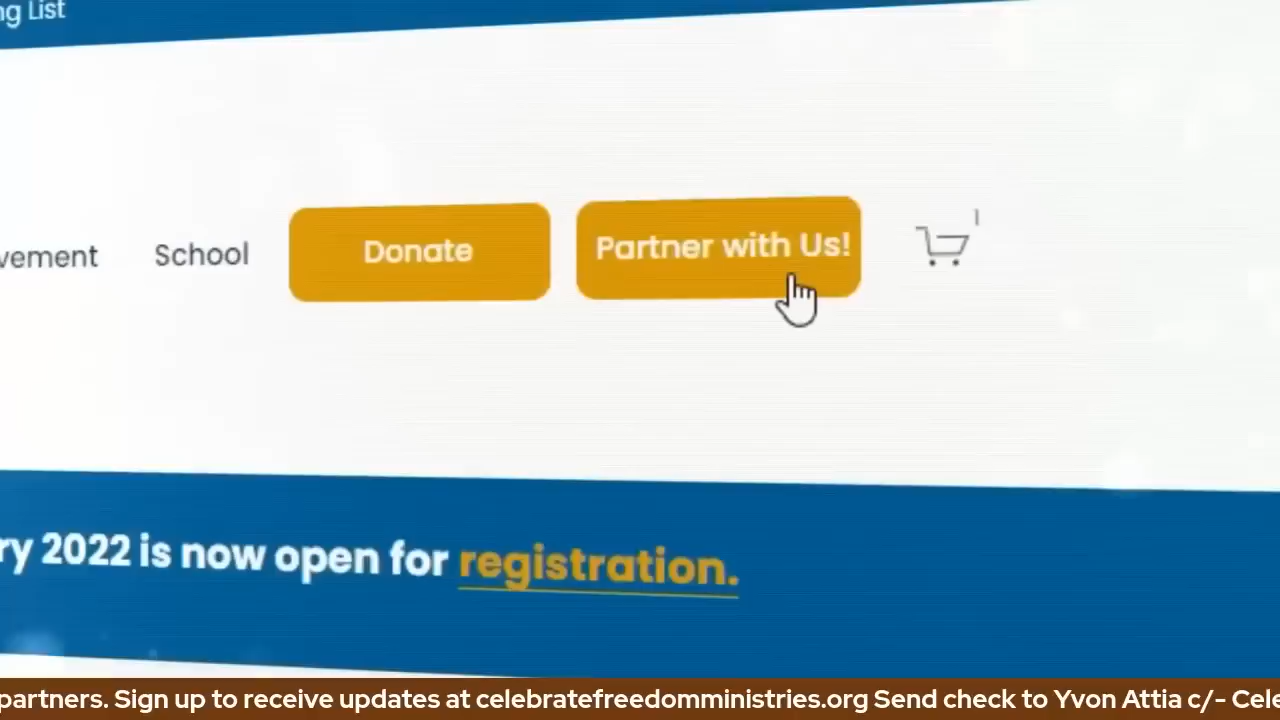 ng List
vement School Donate Partner with Us! 1
ry 2022 is now open for registration.
partners. Sign up to receive updates at celebratefreedomministries.org Send check to Yvon Attia c/- Cele